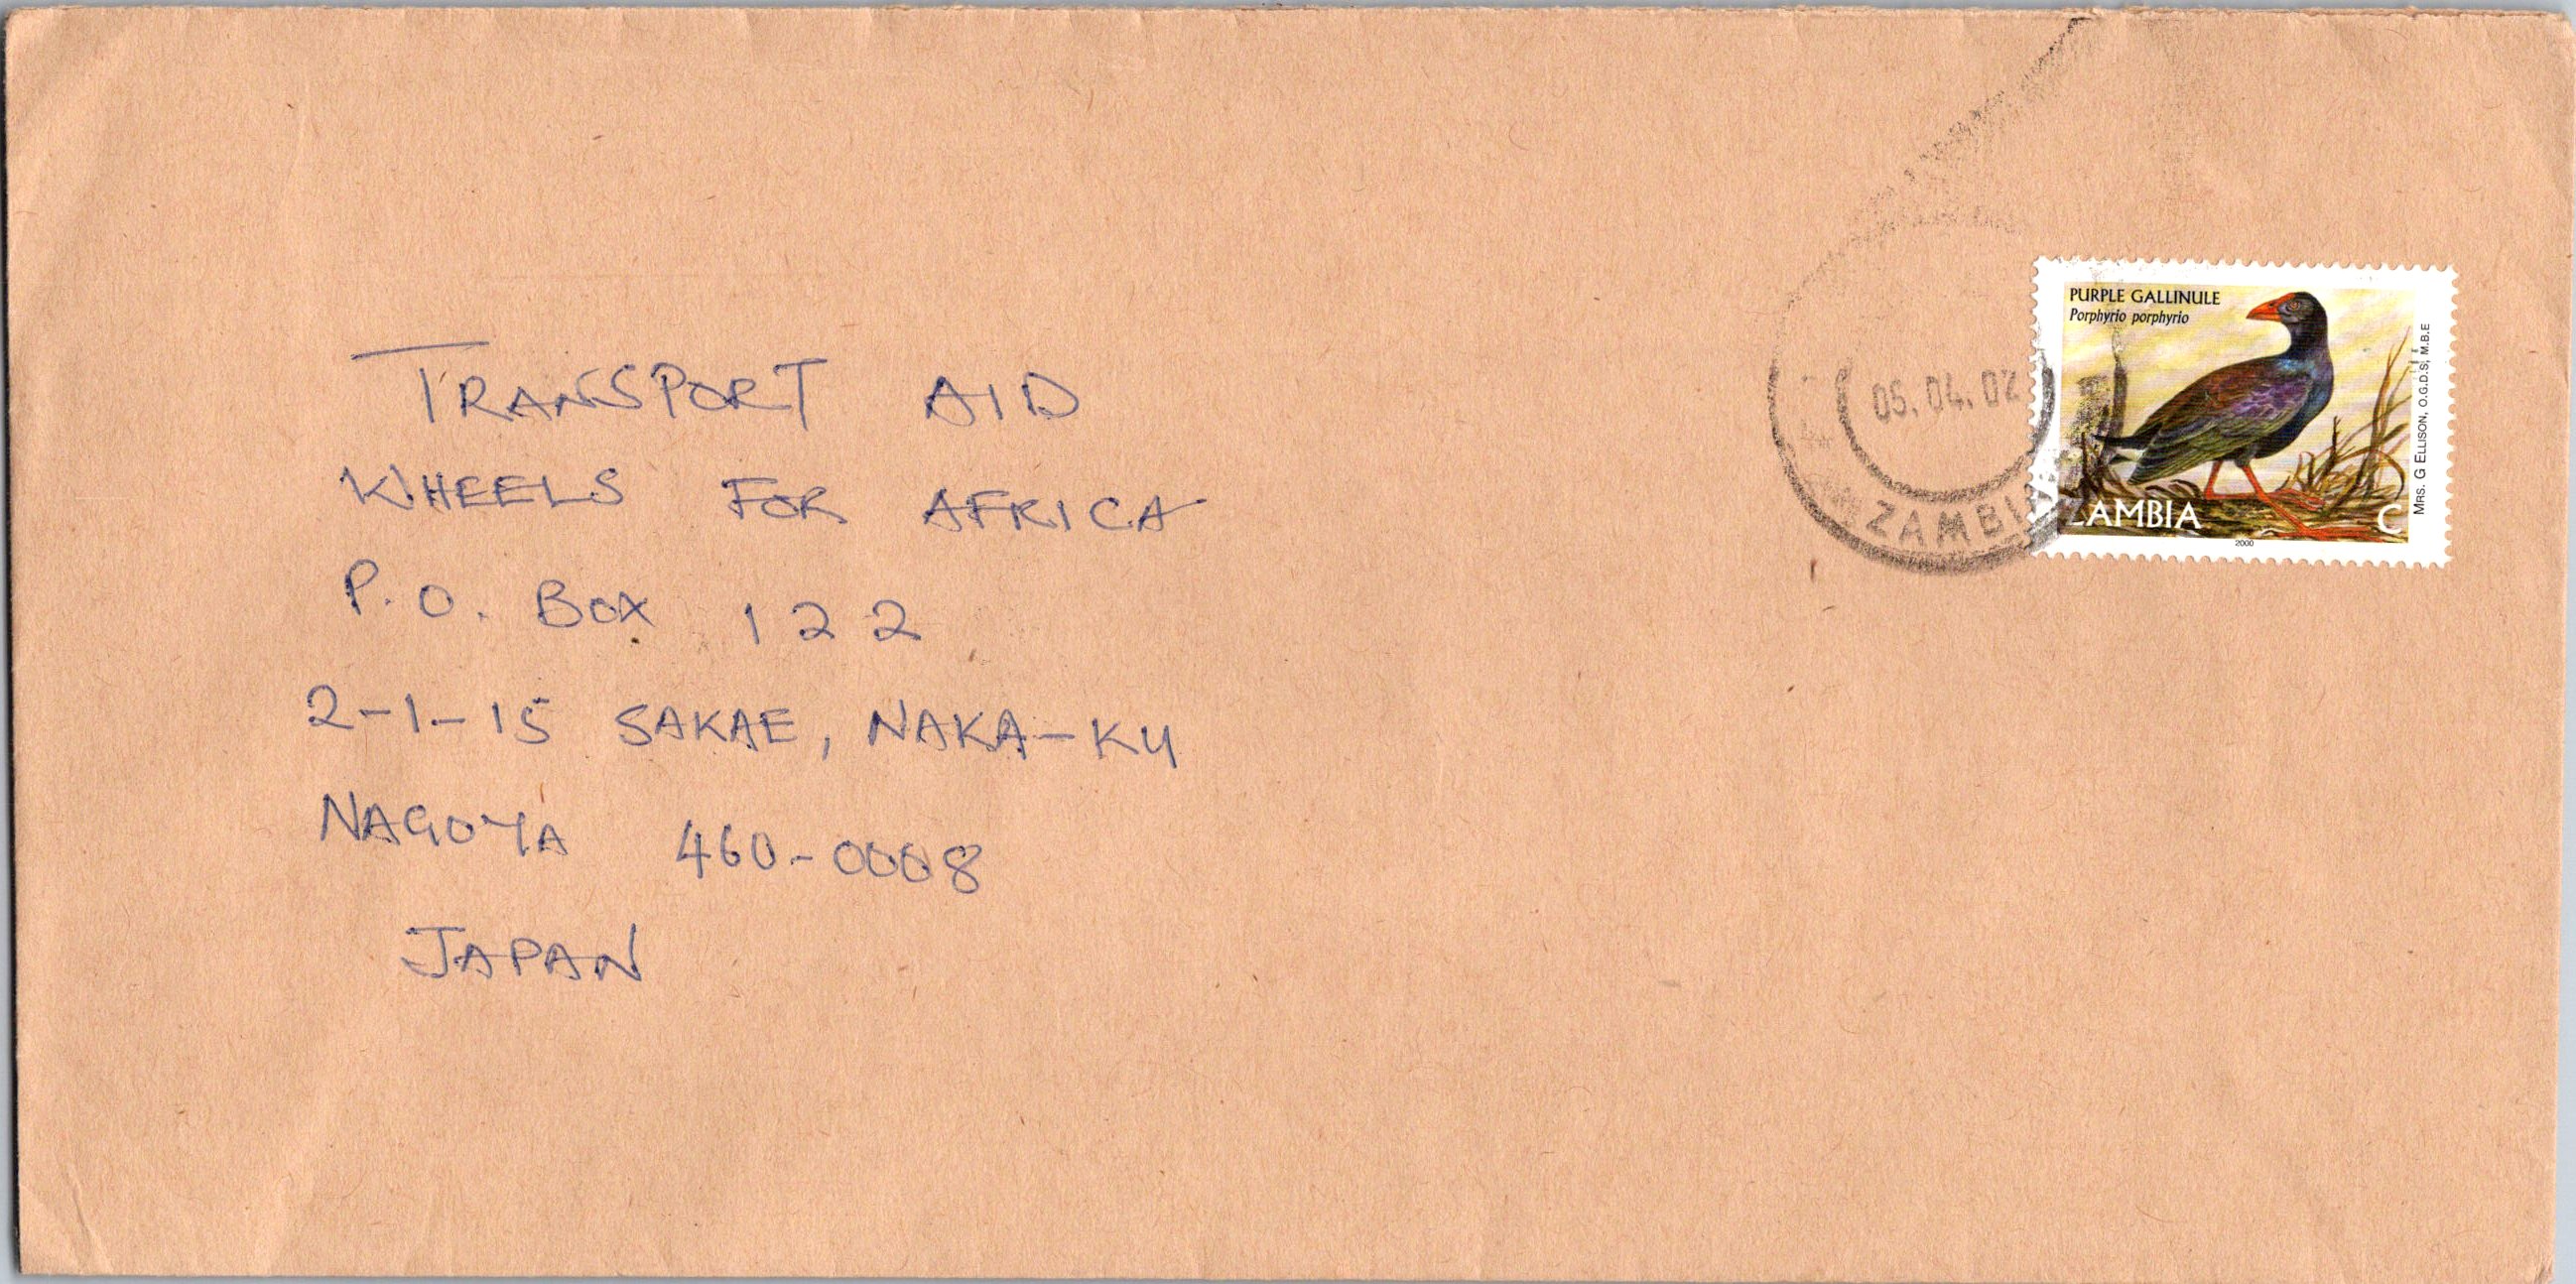 TRANSPORT AID
WHEELS FOR AFRICA
P.O. BOX 122
2-1-15 SAKAE, NAKA-KU
NAGOYA 460-0008
JAPAN
PURPLE GALLINULE
Porphyrio porphyrio
MRS. G ELLISON, O.G.D.S, M.B.E
ZAMBIA C
2000
05.04.02
ZAMBIA